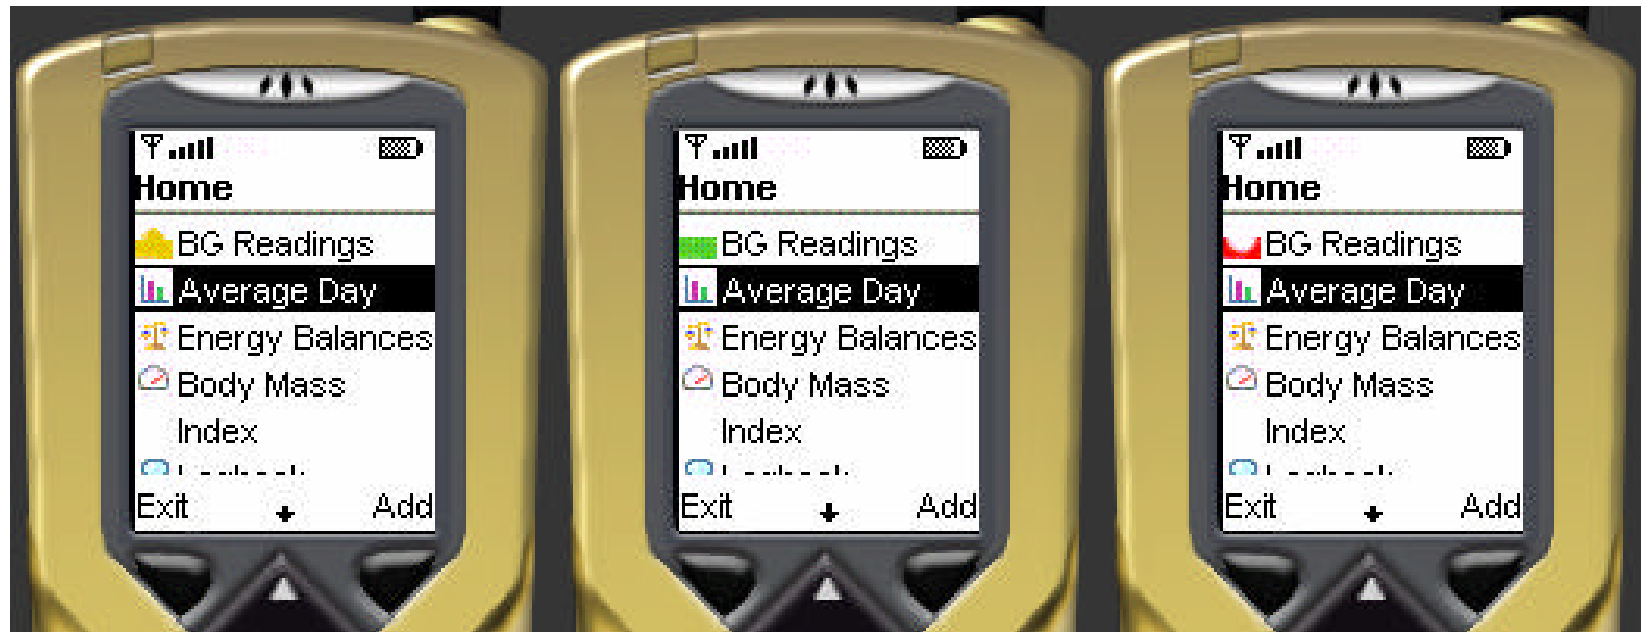 Home
BG Readings
Average Day
Energy Balances
Body Mass
Index
Exit Add
Home
BG Readings
Average Day
Energy Balances
Body Mass
Index
Exit Add
Home
BG Readings
Average Day
Energy Balances
Body Mass
Index
Exit Add